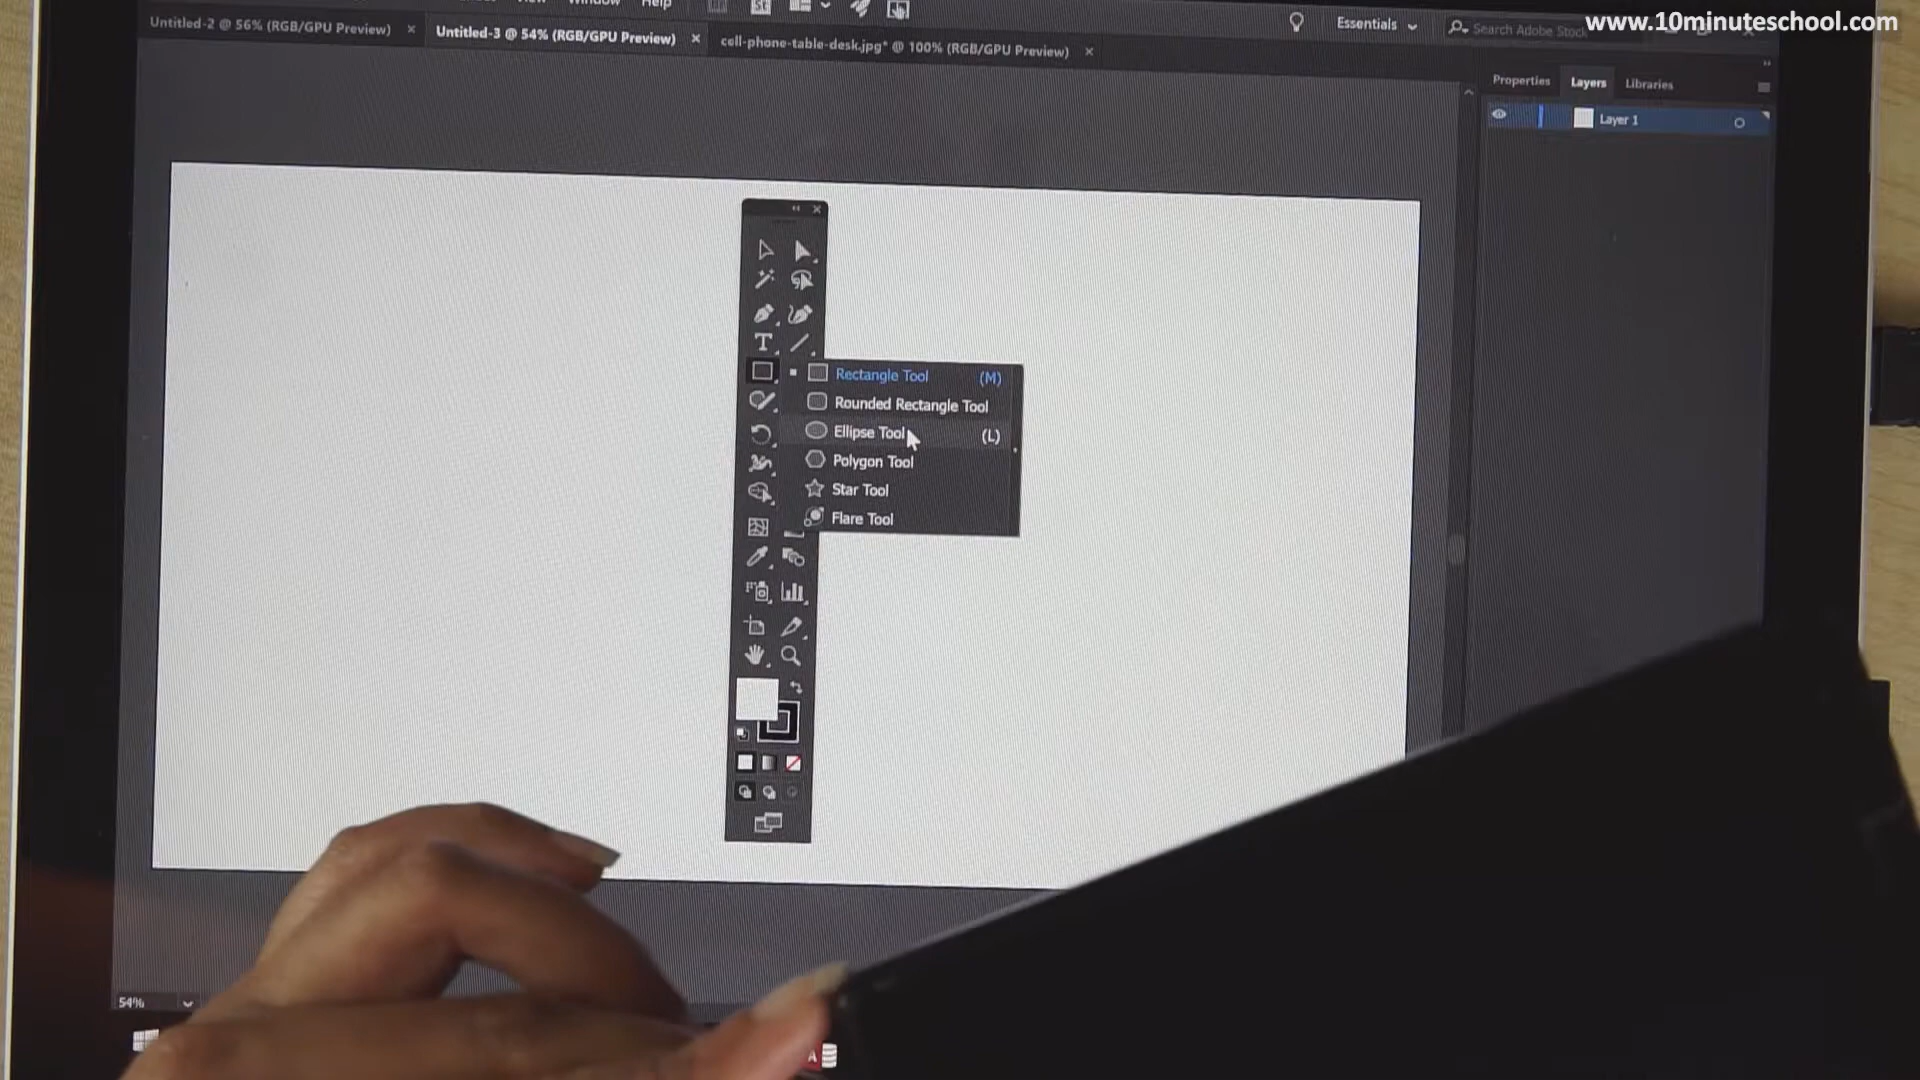 Window Help
www.10minuteschool.com
Untitled-2 @ 56% (RGB/GPU Preview) ×
Untitled-3 @ 54% (RGB/GPU Preview) ×
cell-phone-table-desk.jpg* @ 100% (RGB/GPU Preview) ×
Essentials
Search Adobe Stock
Properties Layers Libraries
Layer 1
T
Rectangle Tool (M)
Rounded Rectangle Tool
Ellipse Tool (L)
Polygon Tool
Star Tool
Flare Tool
54%
A